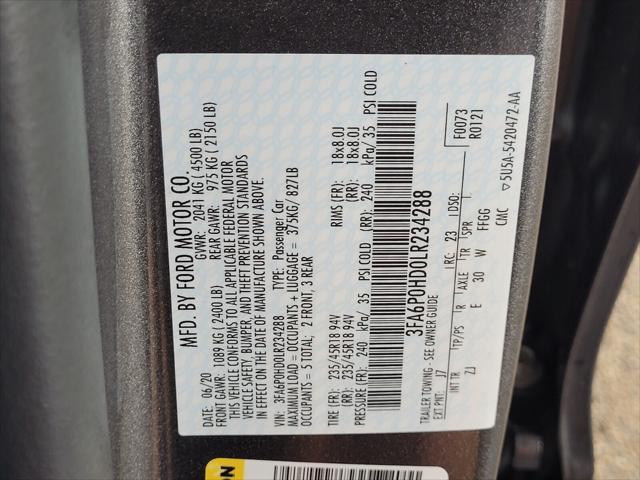 MFD. BY FORD MOTOR CO.
DATE: 06/20 GVWR: 2041 KG (4500 LB)
FRONT GAWR: 1089 KG (2400 LB) REAR GAWR: 975 KG (2150 LB)
THIS VEHICLE CONFORMS TO ALL APPLICABLE FEDERAL MOTOR
VEHICLE SAFETY, BUMPER, AND THEFT PREVENTION STANDARDS
IN EFFECT ON THE DATE OF MANUFACTURE SHOWN ABOVE.
VIN: 3FA6P0HD0LR234288 TYPE: Passenger Car
MAXIMUM LOAD = OCCUPANTS + LUGGAGE = 375KG/ 827LB
OCCUPANTS = 5 TOTAL; 2 FRONT, 3 REAR
TIRE (FR): 235/45R18 94V RIMS (FR): 18x8.0J
TIRE (RR): 235/45R18 94V (RR): 18x8.0J
PRESSURE (FR): 240 kPa/ 35 PSI COLD (RR): 240 kPa/ 35 PSI COLD
3FA6P0HD0LR234288
TRAILER TOWING - SEE OWNER GUIDE
F0073
R0121
EXT PNT: J7 RC: 23 DSO:
TP/PS R AXLE TR SPR
INT TR E 30 W FFGG
ZJ CMC
▽5U5A-5420472-AA